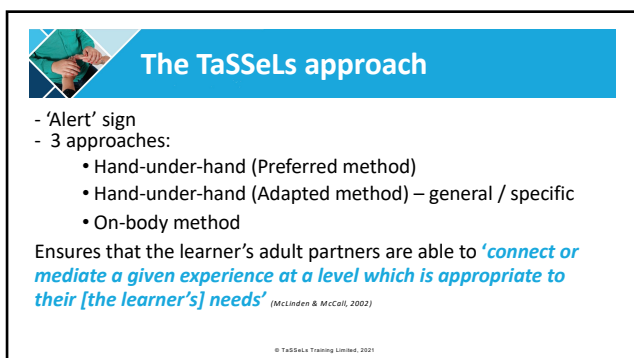 The TaSSeLs approach
- ‘Alert’ sign
- 3 approaches:
• Hand-under-hand (Preferred method)
• Hand-under-hand (Adapted method) – general / specific
• On-body method
Ensures that the learner’s adult partners are able to ‘connect or
mediate a given experience at a level which is appropriate to
their [the learner’s] needs’ (McLinden & McCall, 2002)
© TaSSeLs Training Limited, 2021